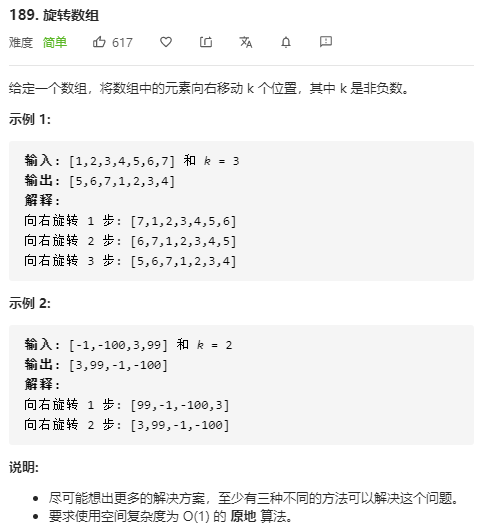 189. 旋转数组
难度 简单 617
给定一个数组，将数组中的元素向右移动 k 个位置，其中 k 是非负数。
示例 1:
输入: [1,2,3,4,5,6,7] 和 k = 3
输出: [5,6,7,1,2,3,4]
解释:
向右旋转 1 步: [7,1,2,3,4,5,6]
向右旋转 2 步: [6,7,1,2,3,4,5]
向右旋转 3 步: [5,6,7,1,2,3,4]
示例 2:
输入: [-1,-100,3,99] 和 k = 2
输出: [3,99,-1,-100]
解释:
向右旋转 1 步: [99,-1,-100,3]
向右旋转 2 步: [3,99,-1,-100]
说明:
• 尽可能想出更多的解决方案，至少有三种不同的方法可以解决这个问题。
• 要求使用空间复杂度为 O(1) 的 原地 算法。